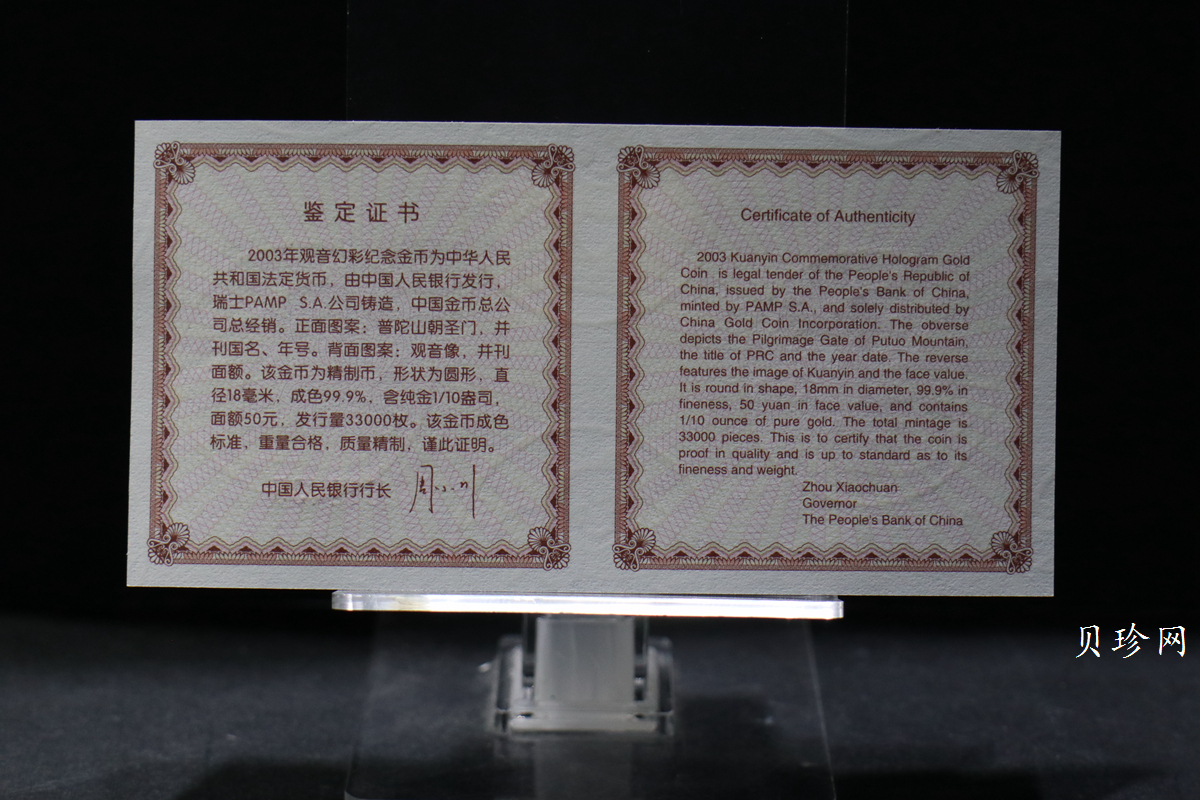 鉴定证书
2003年观音幻彩纪念金币为中华人民
共和国法定货币，由中国人民银行发行，
瑞士PAMP S.A.公司铸造，中国金币总公
司总经销。正面图案：普陀山朝圣门，并
刊国名、年号。背面图案：观音像，并刊
面额。该金币为精制币，形状为圆形，直
径18毫米，成色99.9%，含纯金1/10盎司，
面额50元，发行量33000枚。该金币成色
标准，重量合格，质量精制，谨此证明。
中国人民银行行长 周小川
Certificate of Authenticity
2003 Kuanyin Commemorative Hologram Gold
Coin is legal tender of the People's Republic of
China, issued by the People's Bank of China,
minted by PAMP S.A., and solely distributed by
China Gold Coin Incorporation. The obverse
depicts the Pilgrimage Gate of Putuo Mountain,
the title of PRC and the year date. The reverse
features the image of Kuanyin and the face value.
It is round in shape, 18mm in diameter, 99.9% in
fineness, 50 yuan in face value, and contains
1/10 ounce of pure gold. The total mintage is
33000 pieces. This is to certify that the coin is
proof in quality and is up to standard as to its
fineness and weight.
Zhou Xiaochuan
Governor
The People's Bank of China
贝珍网